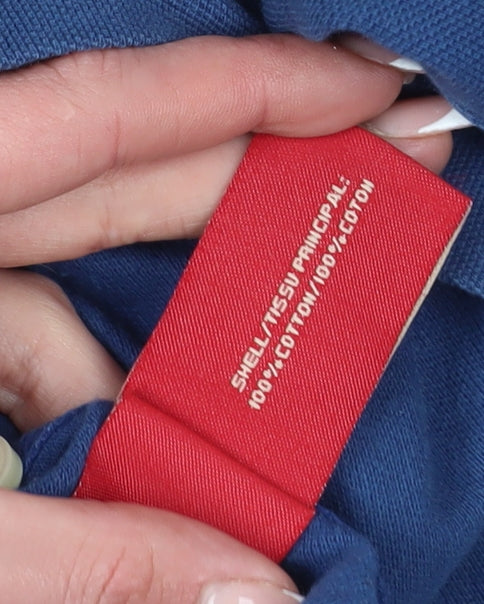 SHELL/TISSU PRINCIPAL:
100%COTTON/100%COTON